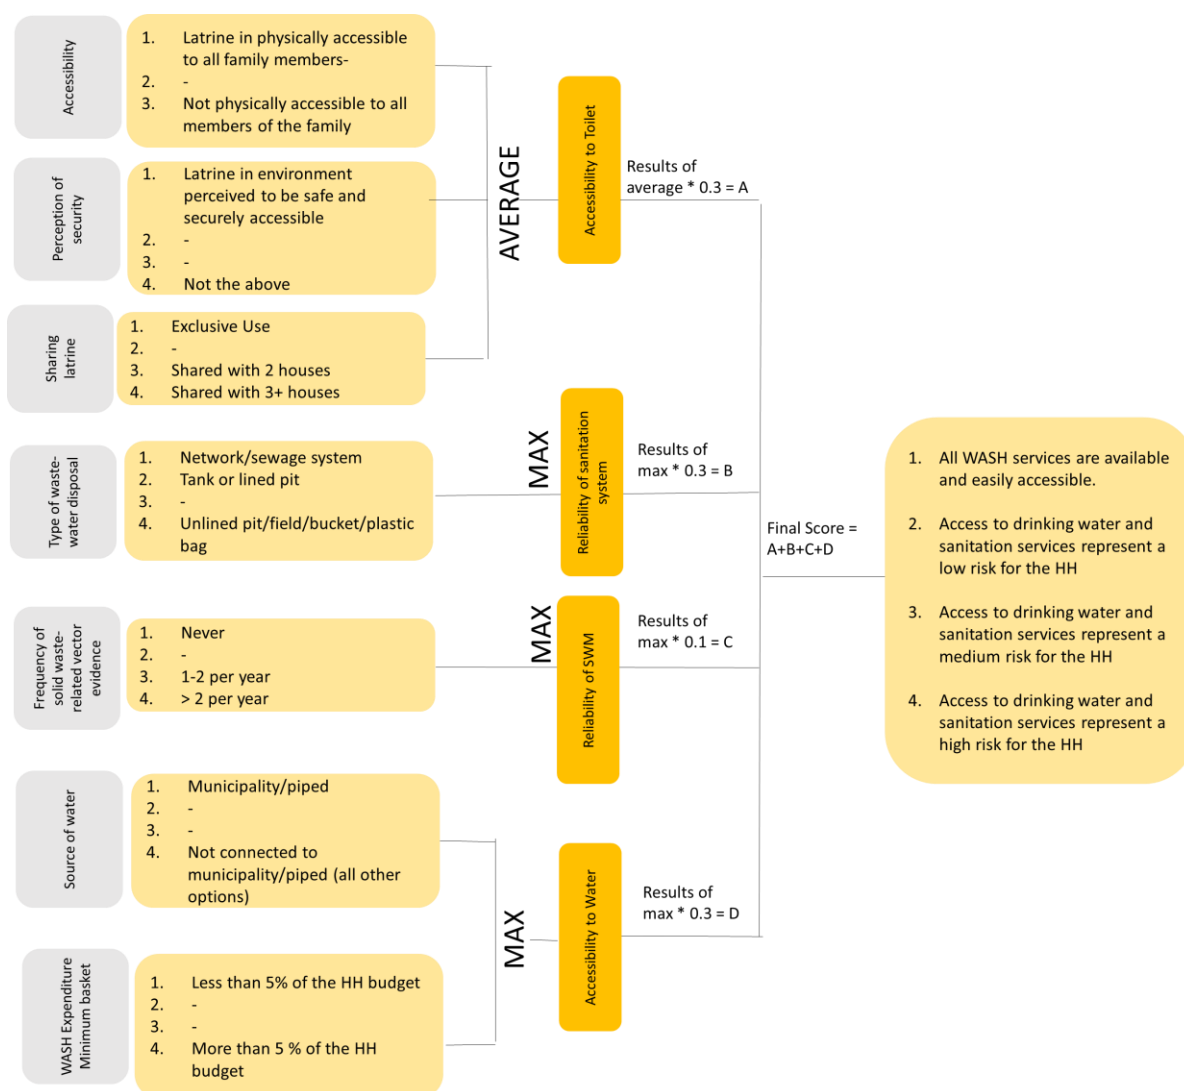 Accessibility
1. Latrine in physically accessible
to all family members-
2. -
3. Not physically accessible to all
members of the family
Perception of
security
1. Latrine in environment
perceived to be safe and
securely accessible
2. -
3. -
4. Not the above
Sharing
latrine
1. Exclusive Use
2. -
3. Shared with 2 houses
4. Shared with 3+ houses
AVERAGE
Accessibility to Toilet
Results of
average * 0.3 = A
Type of waste-
water disposal
1. Network/sewage system
2. Tank or lined pit
3. -
4. Unlined pit/field/bucket/plastic
bag
MAX
Reliability of sanitation
system
Results of
max * 0.3 = B
Frequency of
solid waste-
related vector
evidence
1. Never
2. -
3. 1-2 per year
4. > 2 per year
MAX
Reliability of SWM
Results of
max * 0.1 = C
Source of water
1. Municipality/piped
2. -
3. -
4. Not connected to
municipality/piped (all other
options)
WASH Expenditure
Minimum basket
1. Less than 5% of the HH budget
2. -
3. -
4. More than 5 % of the HH
budget
MAX
Accessibility to Water
Results of
max * 0.3 = D
Final Score =
A+B+C+D
1. All WASH services are available
and easily accessible.
2. Access to drinking water and
sanitation services represent a
low risk for the HH
3. Access to drinking water and
sanitation services represent a
medium risk for the HH
4. Access to drinking water and
sanitation services represent a
high risk for the HH